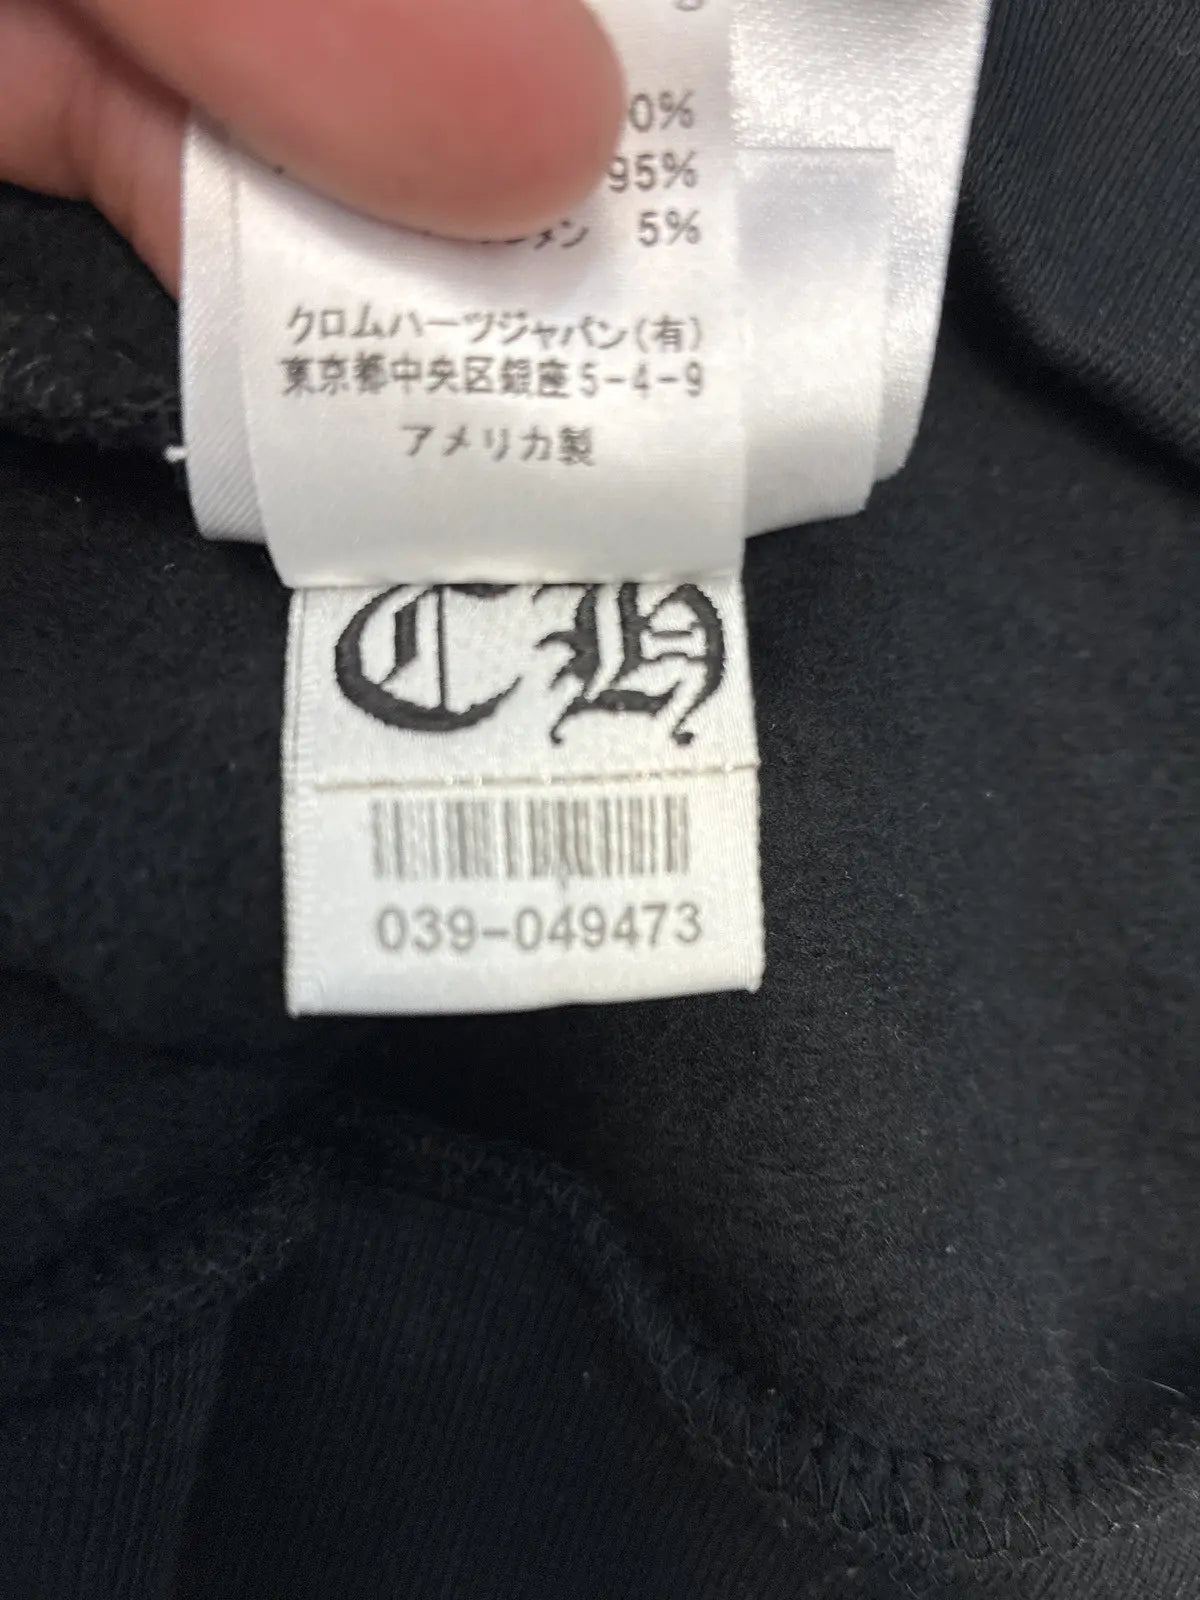 0%
95%
5%
クロムハーツジャパン(有)
東京都中央区銀座5-4-9
アメリカ製
CH
039-049473